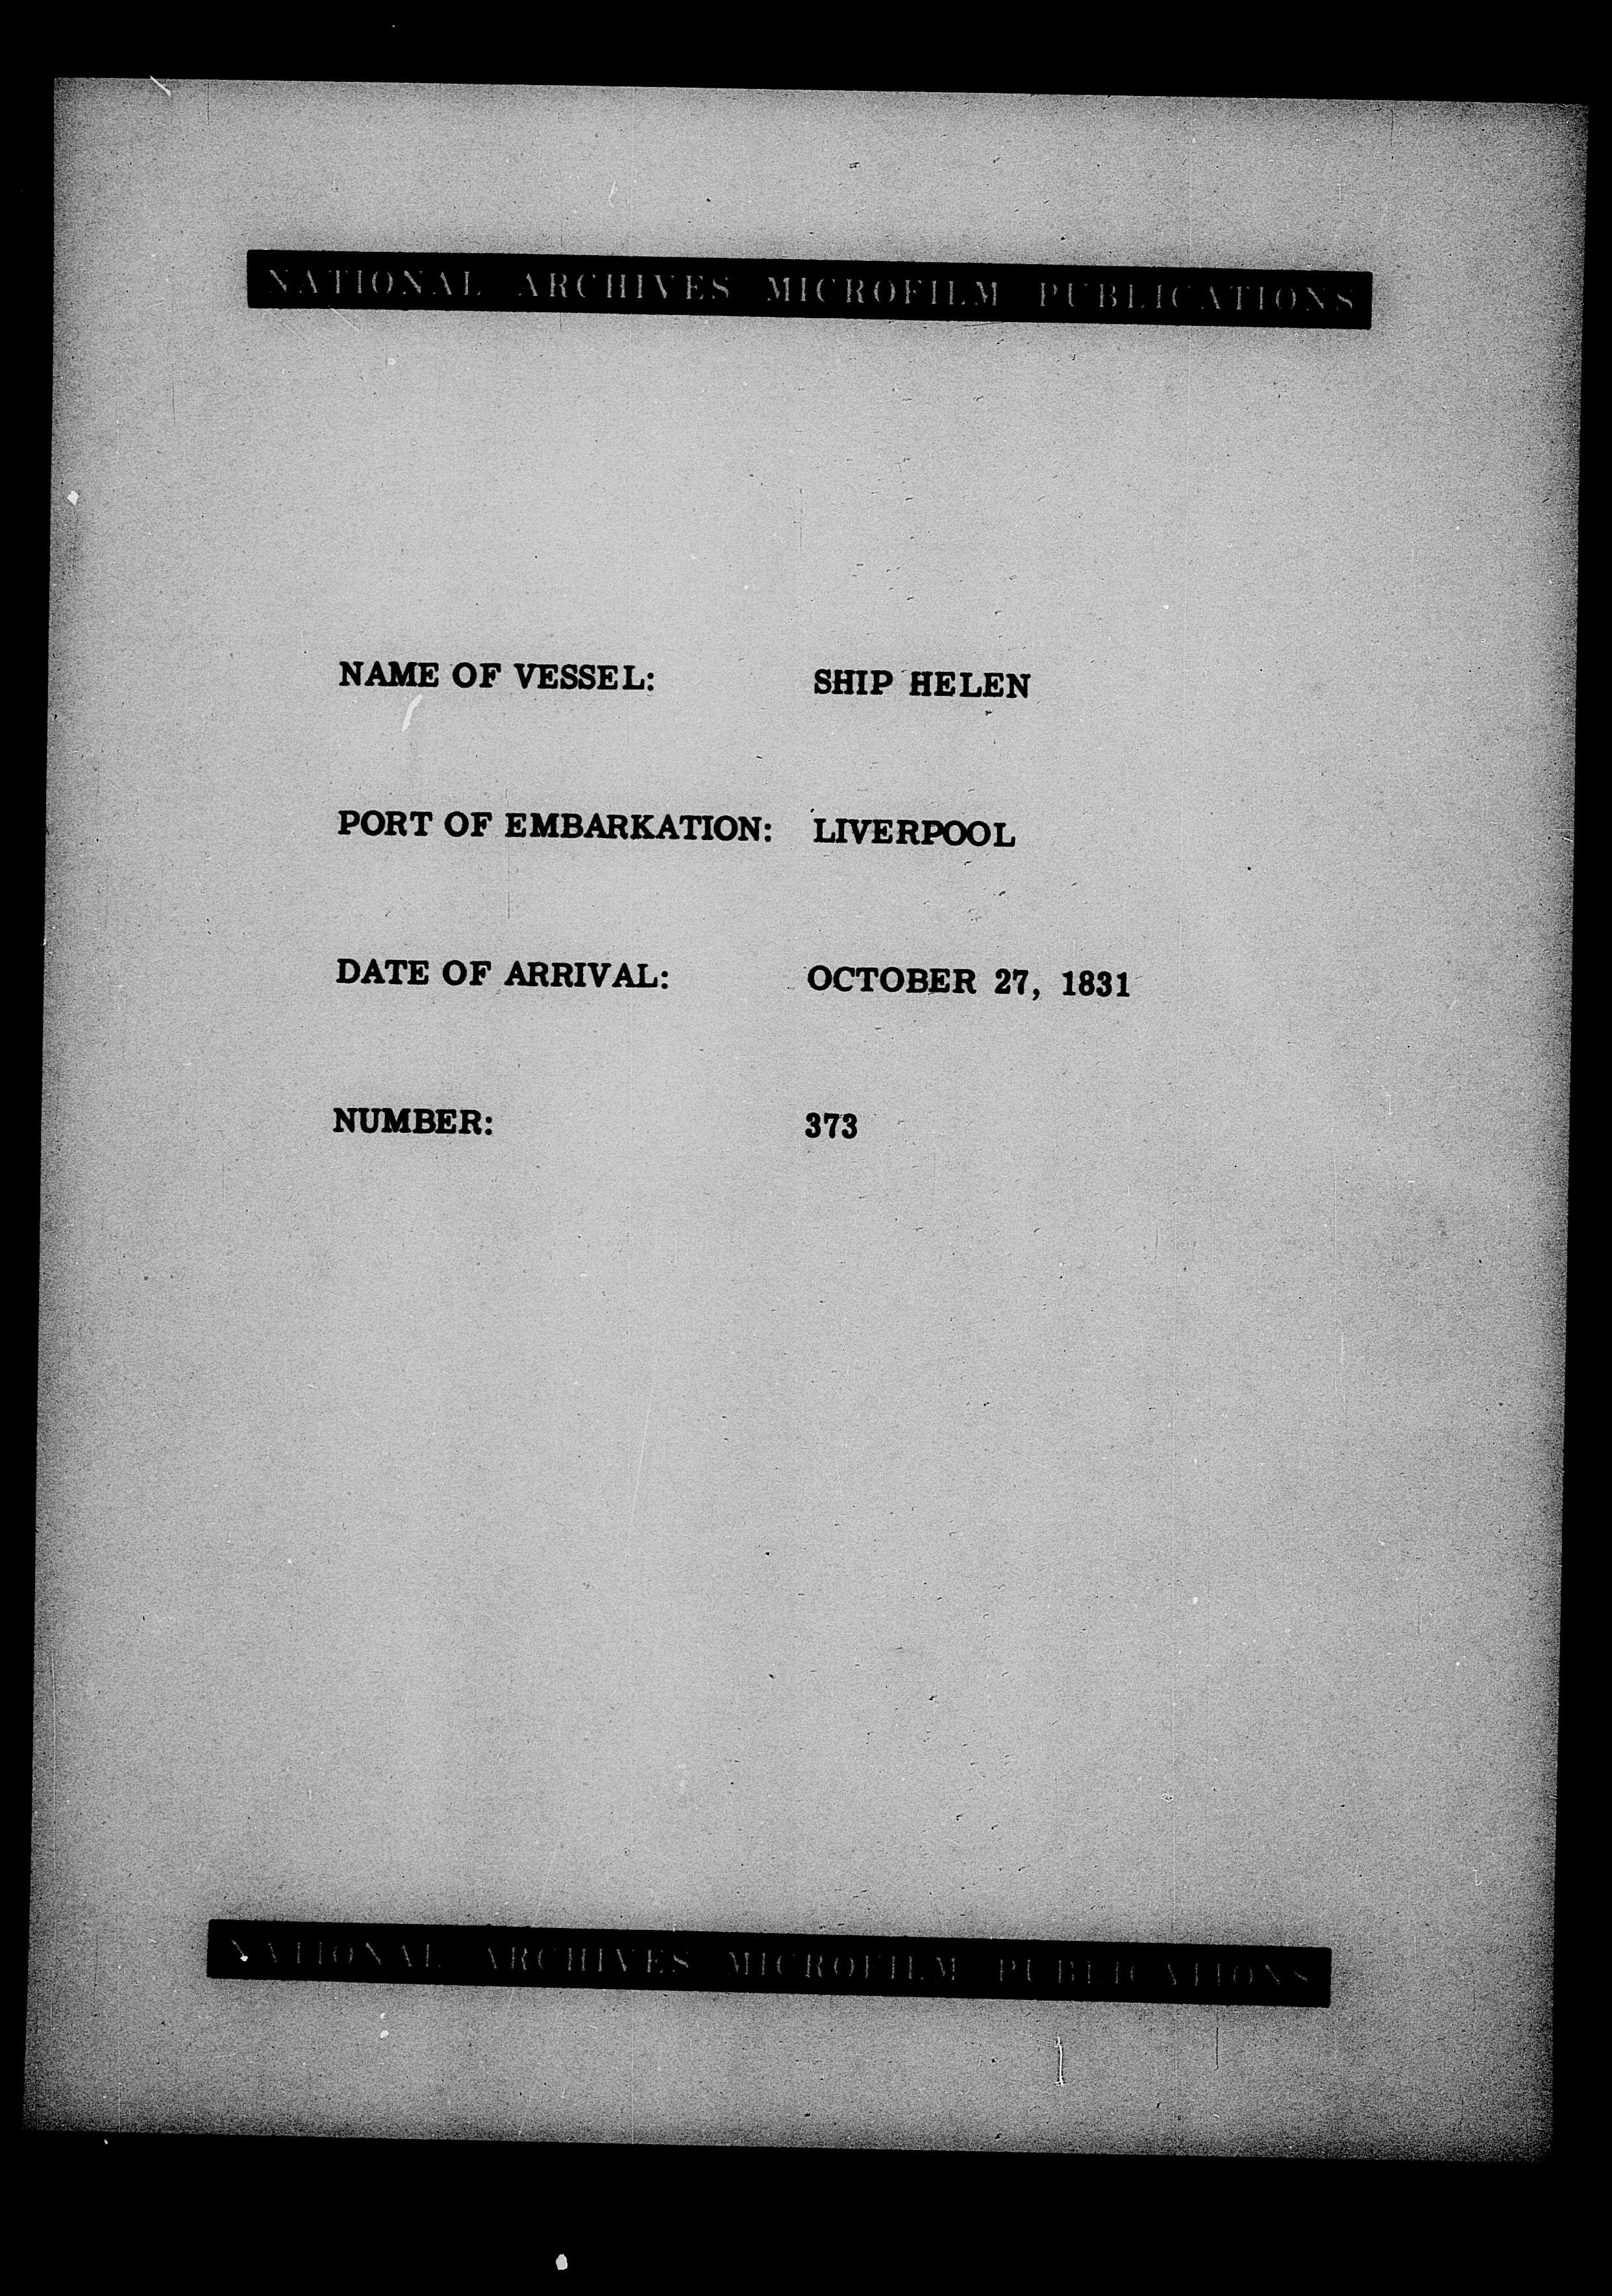 NATIONAL ARCHIVES MICROFILM PUBLICATIONS
NAME OF VESSEL: SHIP HELEN
PORT OF EMBARKATION: LIVERPOOL
DATE OF ARRIVAL: OCTOBER 27, 1831
NUMBER: 373
NATIONAL ARCHIVES MICROFILM PUBLICATIONS